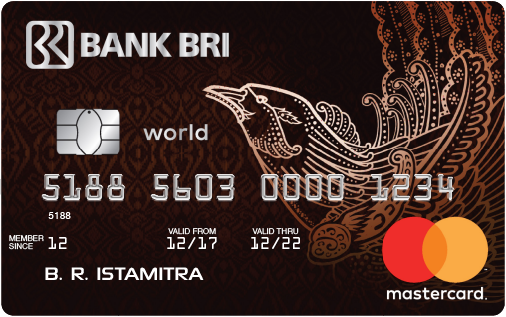 BANK BRI
world
5188 5603 0000 1234
5188
MEMBER SINCE 12 VALID FROM 12/17 VALID THRU 12/22
B. R. ISTAMITRA
mastercard.